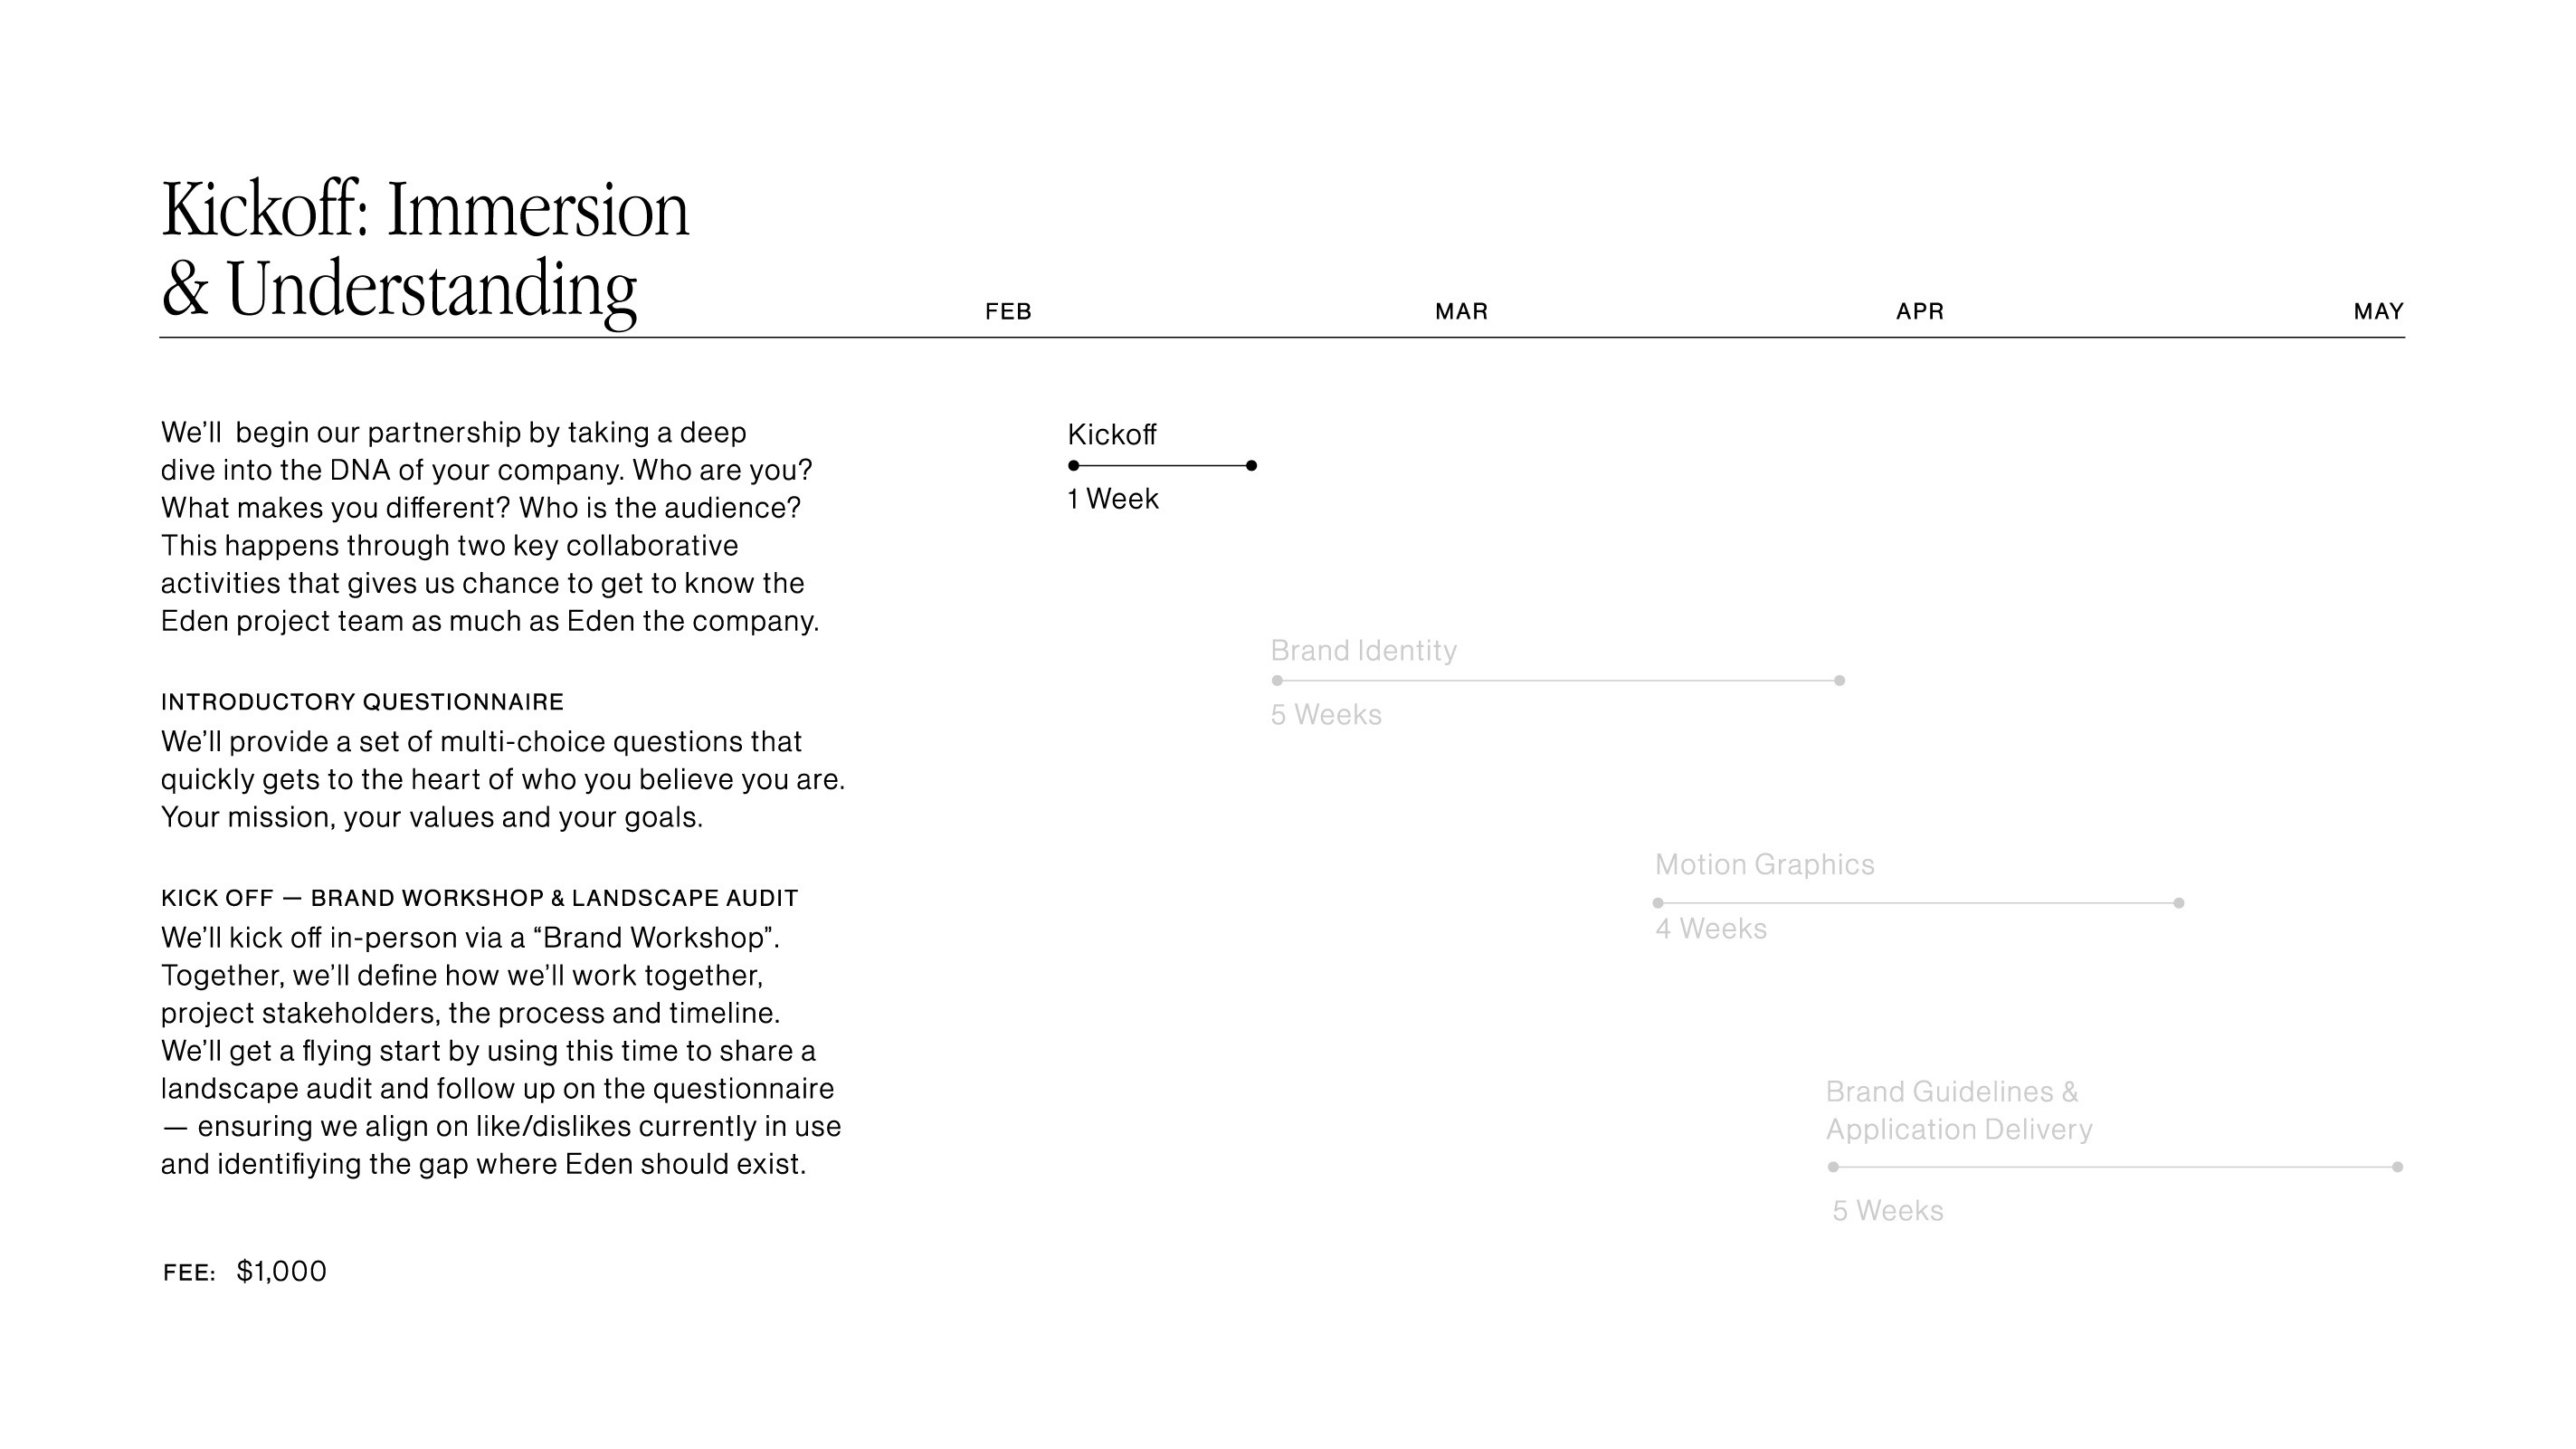 Kickoff: Immersion
& Understanding
FEB
MAR
APR
MAY
We’ll  begin our partnership by taking a deep
dive into the DNA of your company. Who are you?
What makes you different? Who is the audience?
This happens through two key collaborative
activities that gives us chance to get to know the
Eden project team as much as Eden the company.
INTRODUCTORY QUESTIONNAIRE
We’ll provide a set of multi-choice questions that
quickly gets to the heart of who you believe you are.
Your mission, your values and your goals.
KICK OFF — BRAND WORKSHOP & LANDSCAPE AUDIT
We’ll kick off in-person via a “Brand Workshop”.
Together, we’ll define how we’ll work together,
project stakeholders, the process and timeline.
We’ll get a flying start by using this time to share a
landscape audit and follow up on the questionnaire
— ensuring we align on like/dislikes currently in use
and identifiying the gap where Eden should exist.
FEE: $1,000
Kickoff
1 Week
Brand Identity
5 Weeks
Motion Graphics
4 Weeks
Brand Guidelines &
Application Delivery
5 Weeks